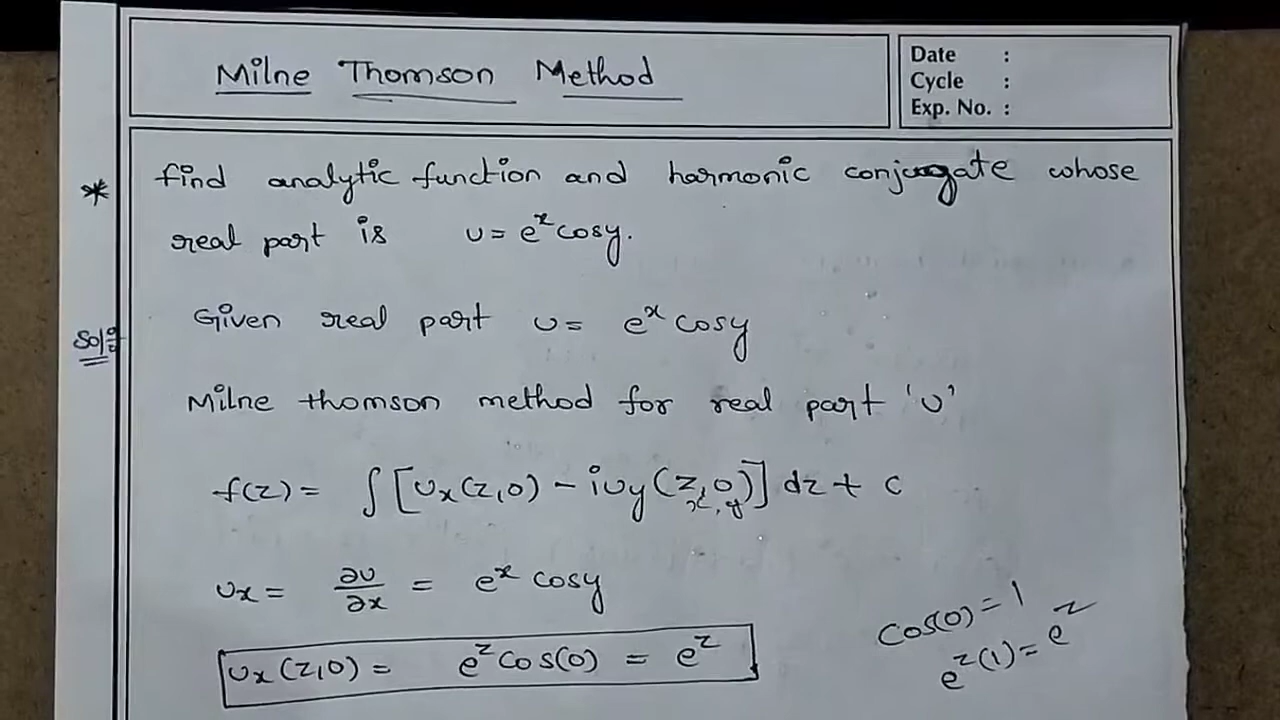 Milne Thomson Method
Date :
Cycle :
Exp. No. :
* find analytic function and harmonic conjugate whose
real part is u = e^x cosy.
Sol:
Given real part u = e^x cosy
Milne thomson method for real part 'u'
f(z) = ∫ [ux(z,0) - iuy(z,0)] dz + c
x, y
ux = ∂u/∂x = e^x cosy
ux(z,0) = e^z cos(0) = e^z
cos(0) = 1
e^z(1) = e^z